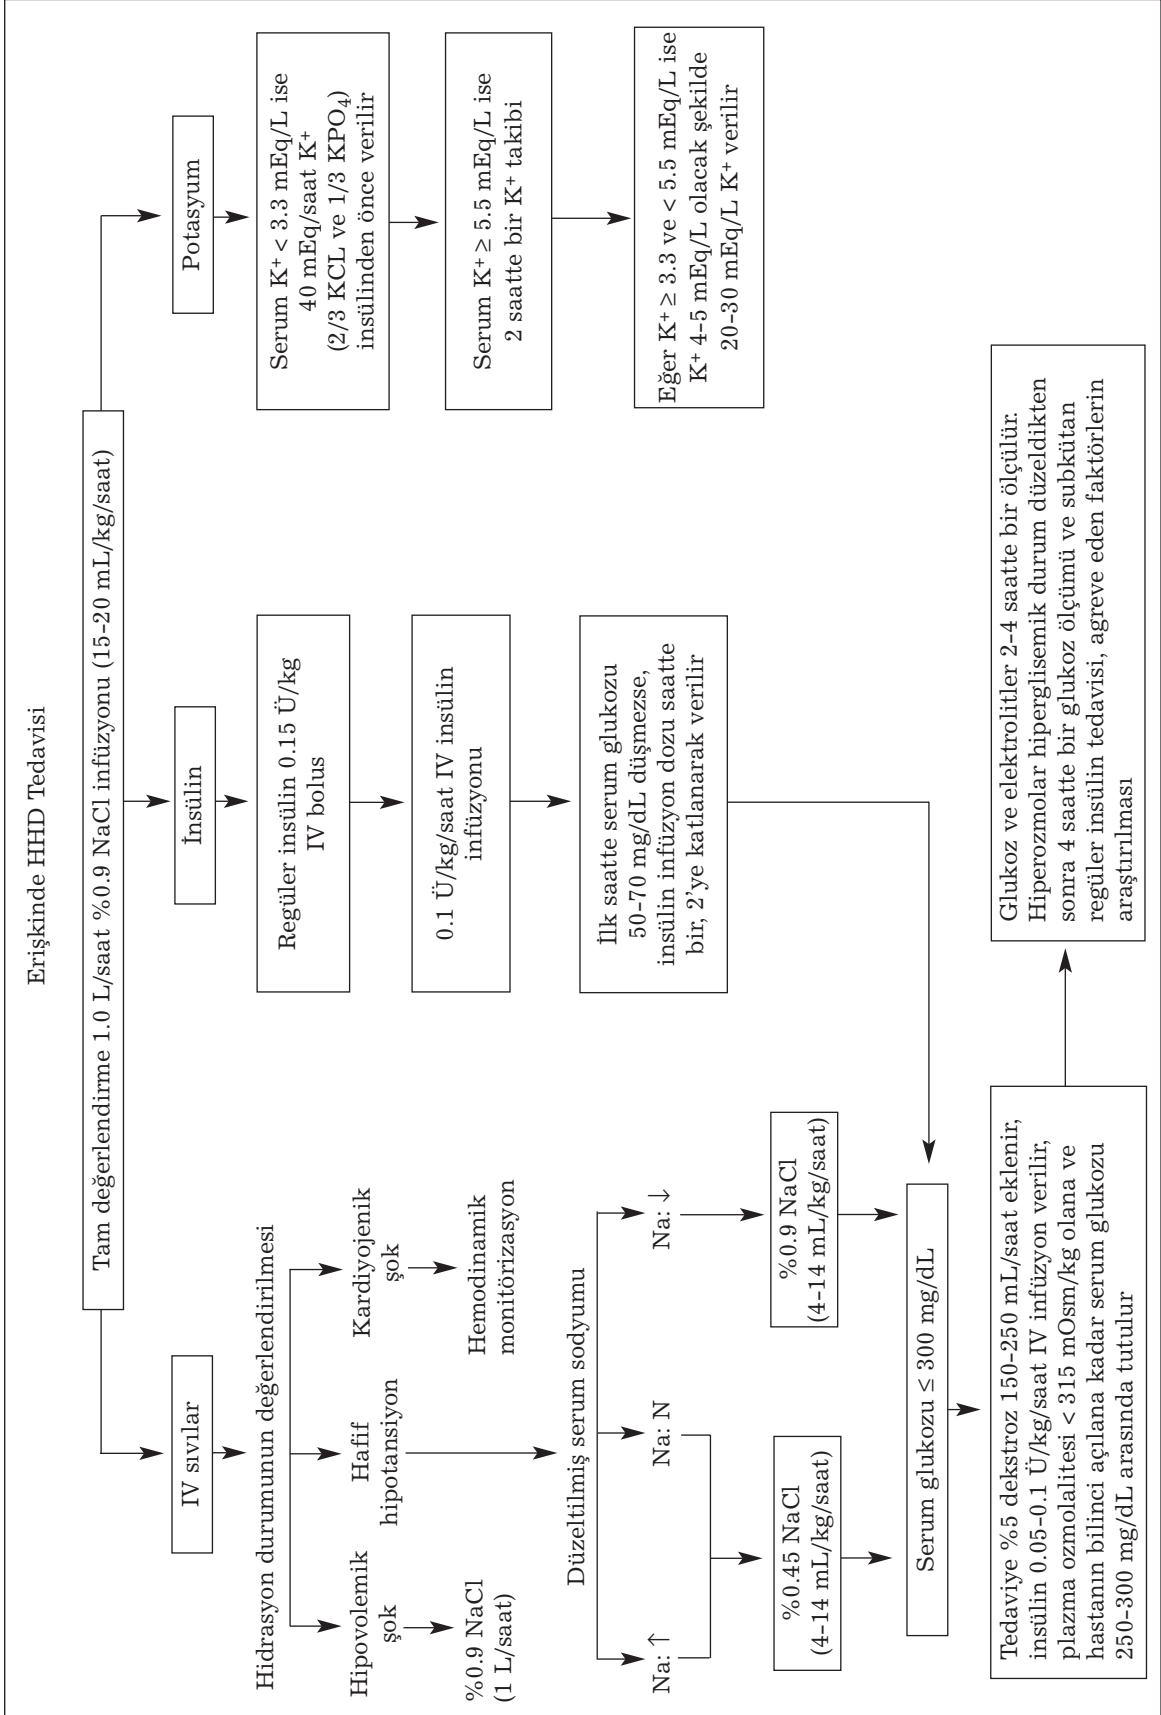 Erişkinde HHD Tedavisi
Tam değerlendirme 1.0 L/saat %0.9 NaCl infüzyonu (15-20 mL/kg/saat)
IV sıvılar
Hidrasyon durumunun değerlendirilmesi
Hipovolemik
şok
%0.9 NaCl
(1 L/saat)
Hafif
hipotansiyon
Kardiyojenik
şok
Hemodinamik
monitörizasyon
Düzeltilmiş serum sodyumu
Na: ↑
Na: N
Na: ↓
%0.45 NaCl
(4-14 mL/kg/saat)
%0.9 NaCl
(4-14 mL/kg/saat)
İnsülin
Regüler insülin 0.15 Ü/kg
IV bolus
0.1 Ü/kg/saat IV insülin
infüzyonu
İlk saatte serum glukozu
50-70 mg/dL düşmezse,
insülin infüzyon dozu saatte
bir, 2’ye katlanarak verilir
Potasyum
Serum K⁺ < 3.3 mEq/L ise
40 mEq/saat K⁺
(2/3 KCL ve 1/3 KPO₄)
insülinden önce verilir
Serum K⁺ ≥ 5.5 mEq/L ise
2 saatte bir K⁺ takibi
Eğer K⁺ ≥ 3.3 ve < 5.5 mEq/L ise
K⁺ 4-5 mEq/L olacak şekilde
20-30 mEq/L K⁺ verilir
Serum glukozu ≤ 300 mg/dL
Tedaviye %5 dekstroz 150-250 mL/saat eklenir,
insülin 0.05-0.1 Ü/kg/saat IV infüzyon verilir,
plazma ozmolalitesi < 315 mOsm/kg olana ve
hastanın bilinci açılana kadar serum glukozu
250-300 mg/dL arasında tutulur
Glukoz ve elektrolitler 2-4 saatte bir ölçülür.
Hiperozmolar hiperglisemik durum düzeldikten
sonra 4 saatte bir glukoz ölçümü ve subkütan
regüler insülin tedavisi, agreve eden faktörlerin
araştırılması